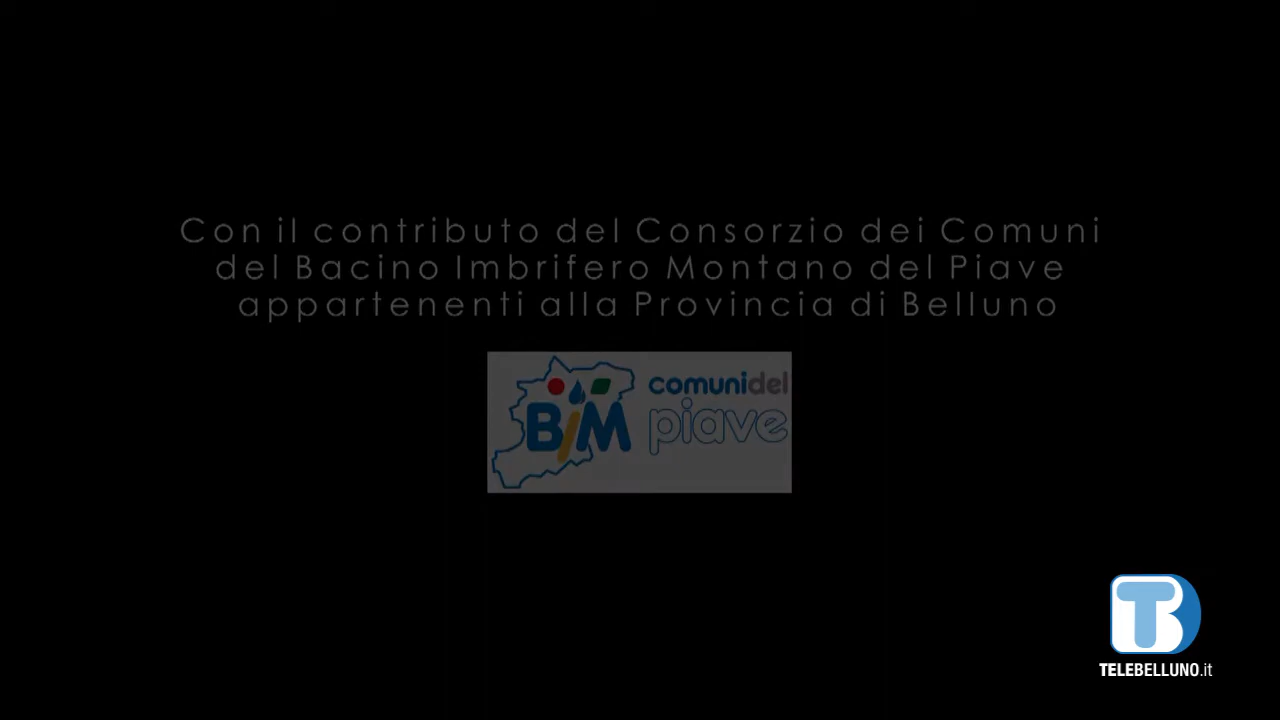 Con il contributo del Consorzio dei Comuni
del Bacino Imbrifero Montano del Piave
appartenenti alla Provincia di Belluno
BIM
comunidel
piave
TB
TELEBELLUNO.it